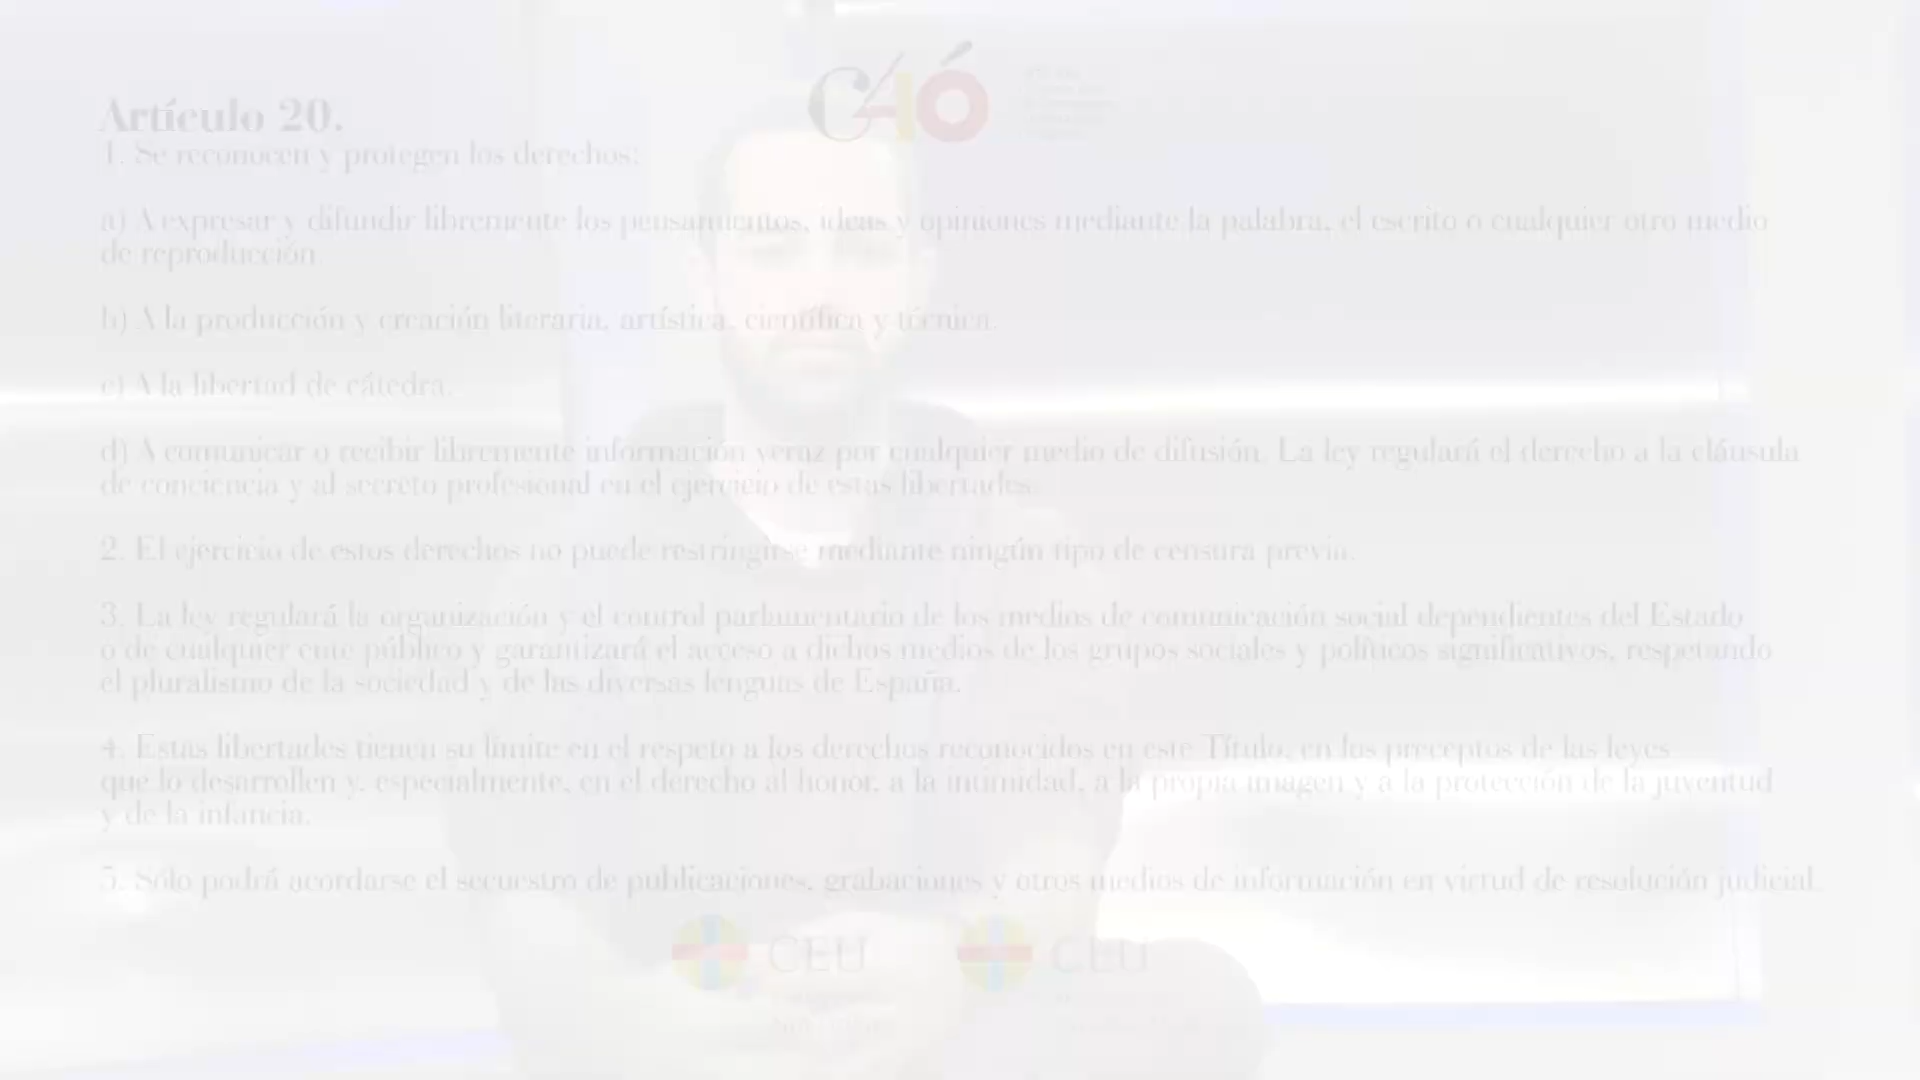 CAÓ
Artículo 20.
1. Se reconocen y protegen los derechos:
a) A expresar y difundir libremente los pensamientos, ideas y opiniones mediante la palabra, el escrito o cualquier otro medio
de reproducción.
b) A la producción y creación literaria, artística, científica y técnica.
c) A la libertad de cátedra.
d) A comunicar o recibir libremente información veraz por cualquier medio de difusión. La ley regulará el derecho a la cláusula
de conciencia y al secreto profesional en el ejercicio de estas libertades.
2. El ejercicio de estos derechos no puede restringirse mediante ningún tipo de censura previa.
3. La ley regulará la organización y el control parlamentario de los medios de comunicación social dependientes del Estado
o de cualquier ente público y garantizará el acceso a dichos medios de los grupos sociales y políticos significativos, respetando
el pluralismo de la sociedad y de las diversas lenguas de España.
4. Estas libertades tienen su límite en el respeto a los derechos reconocidos en este Título, en los preceptos de las leyes
que lo desarrollen y, especialmente, en el derecho al honor, a la intimidad, a la propia imagen y a la protección de la juventud
y de la infancia.
5. Sólo podrá acordarse el secuestro de publicaciones, grabaciones y otros medios de información en virtud de resolución judicial.
CEU CEU